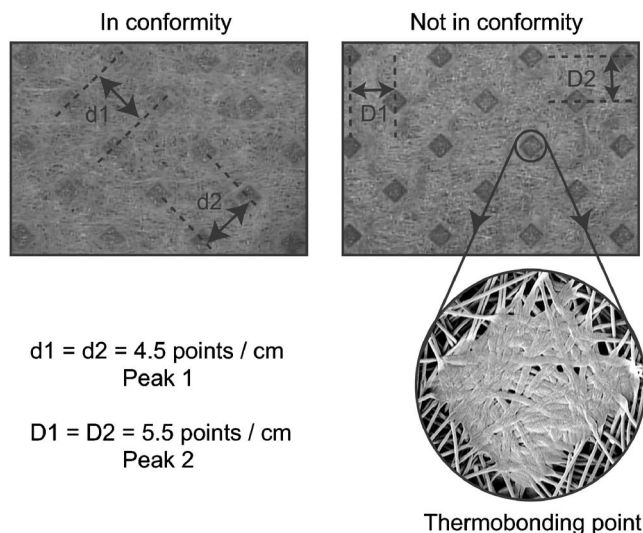 In conformity
Not in conformity
d1
d2
D1
D2
d1 = d2 = 4.5 points / cm
Peak 1
D1 = D2 = 5.5 points / cm
Peak 2
Thermobonding point